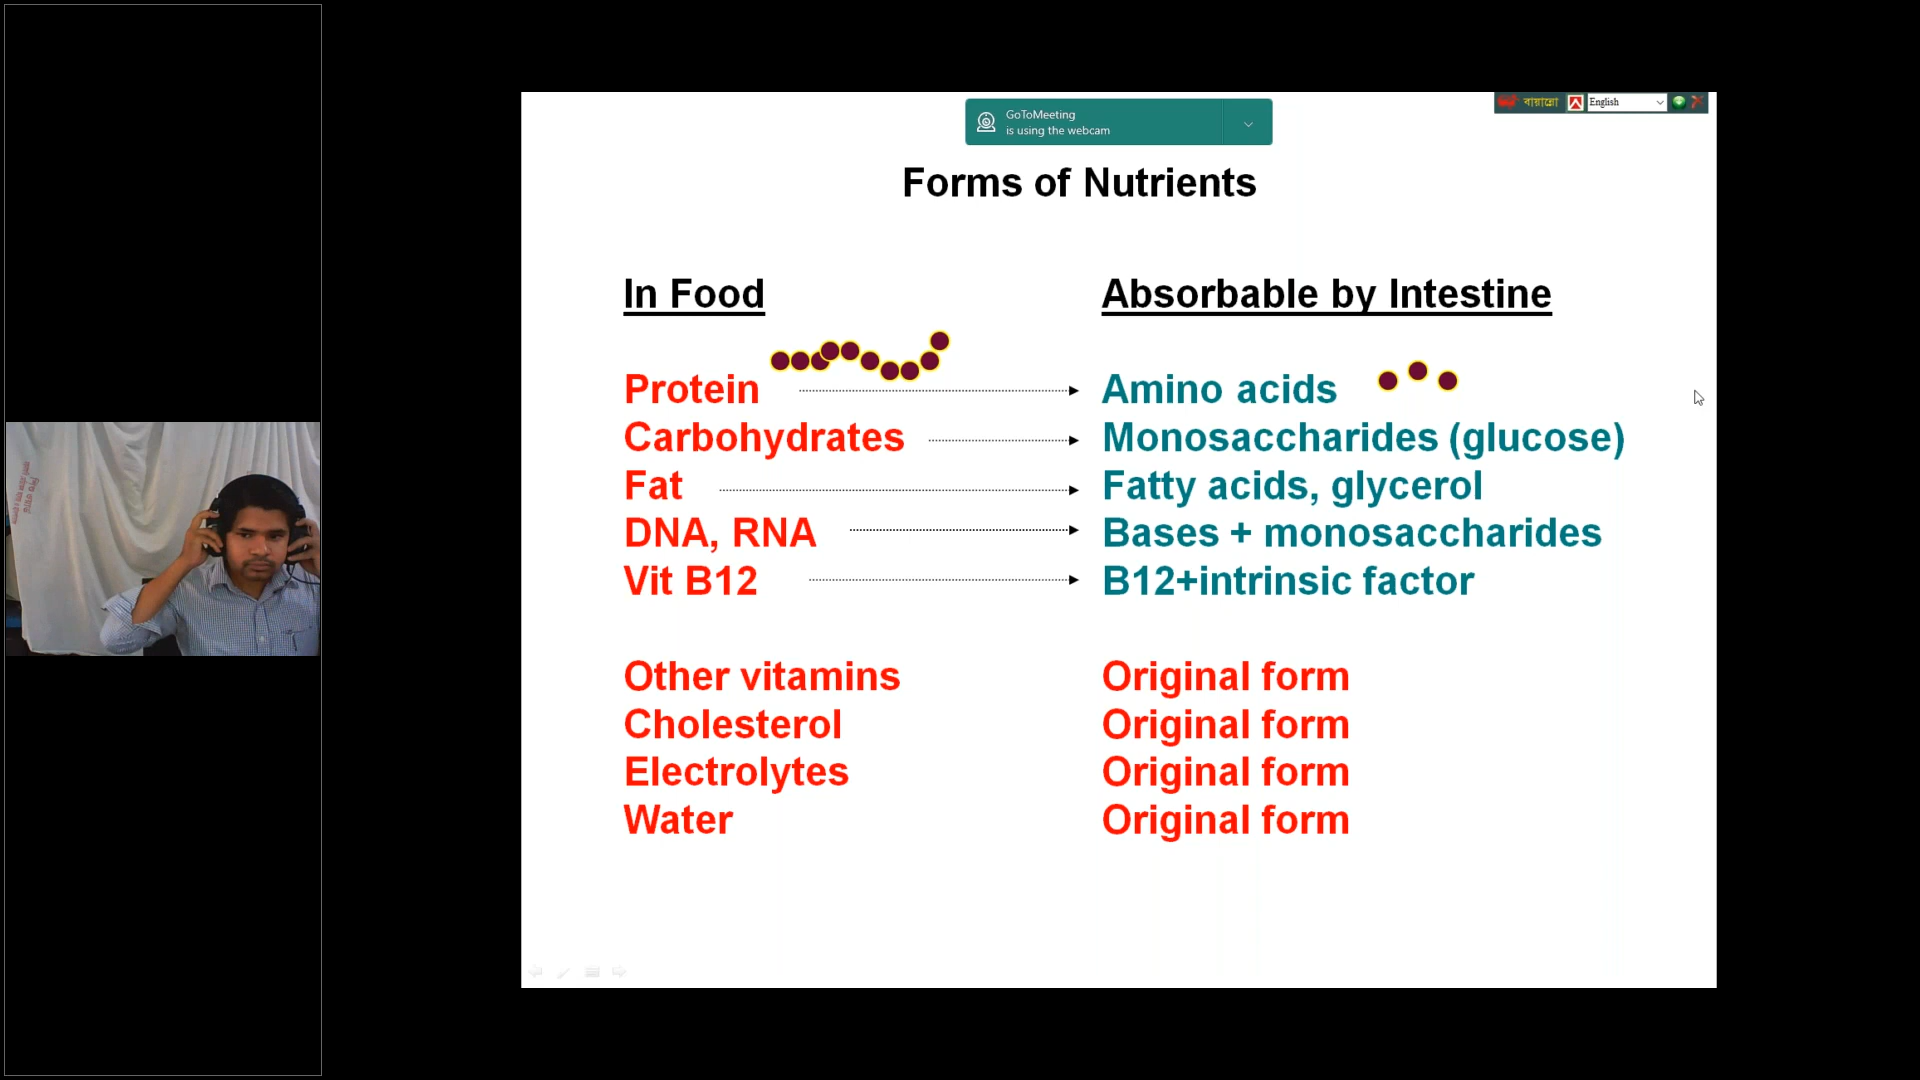 GoToMeeting
is using the webcam
বায়ান্নো English
Forms of Nutrients
In Food Absorbable by Intestine
Protein Amino acids
Carbohydrates Monosaccharides (glucose)
Fat Fatty acids, glycerol
DNA, RNA Bases + monosaccharides
Vit B12 B12+intrinsic factor
Other vitamins Original form
Cholesterol Original form
Electrolytes Original form
Water Original form